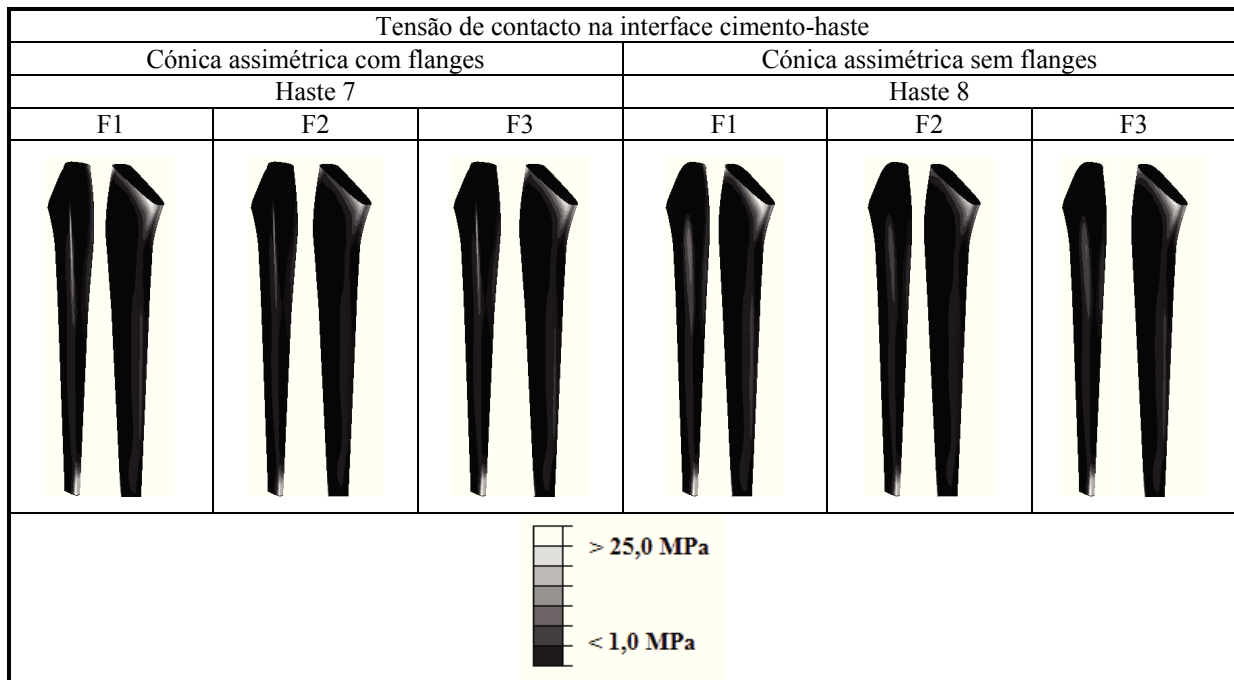 Tensão de contacto na interface cimento-haste
Cónica assimétrica com flanges
Cónica assimétrica sem flanges
Haste 7
Haste 8
F1
F2
F3
F1
F2
F3
> 25,0 MPa
< 1,0 MPa